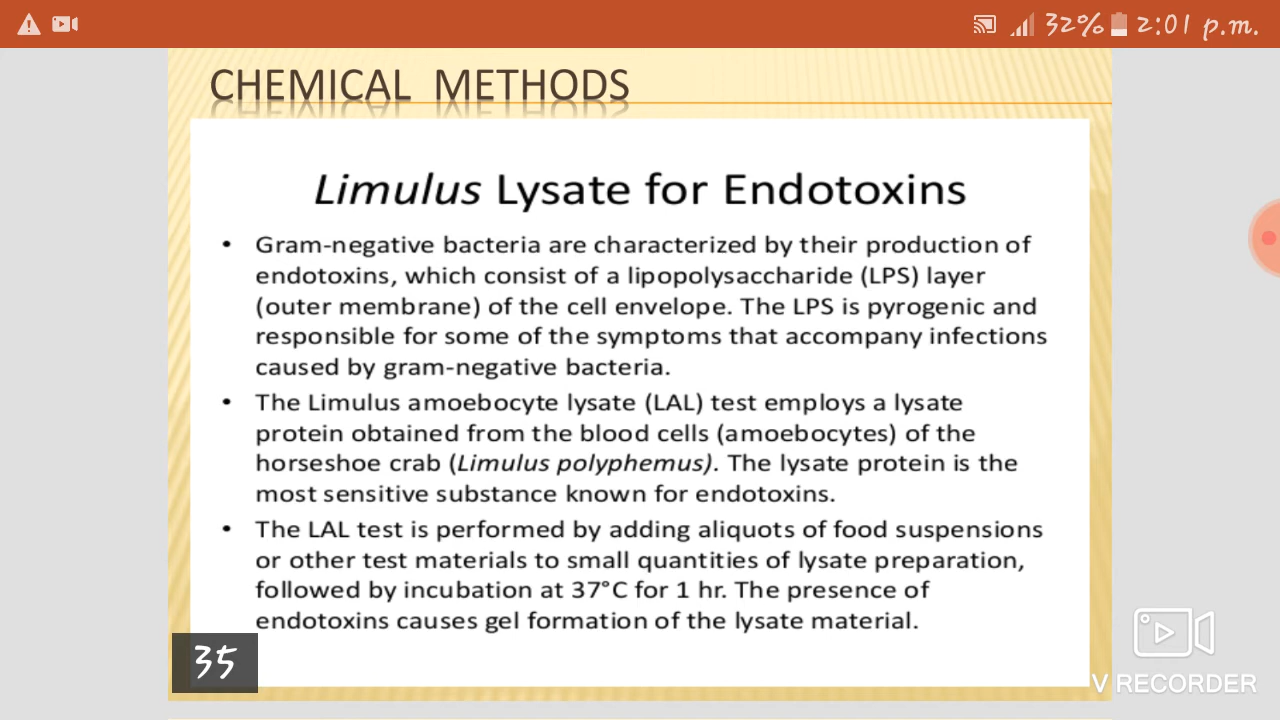 32% 2:01 p.m.
CHEMICAL METHODS
Limulus Lysate for Endotoxins
• Gram-negative bacteria are characterized by their production of
endotoxins, which consist of a lipopolysaccharide (LPS) layer
(outer membrane) of the cell envelope. The LPS is pyrogenic and
responsible for some of the symptoms that accompany infections
caused by gram-negative bacteria.
• The Limulus amoebocyte lysate (LAL) test employs a lysate
protein obtained from the blood cells (amoebocytes) of the
horseshoe crab (Limulus polyphemus). The lysate protein is the
most sensitive substance known for endotoxins.
• The LAL test is performed by adding aliquots of food suspensions
or other test materials to small quantities of lysate preparation,
followed by incubation at 37°C for 1 hr. The presence of
endotoxins causes gel formation of the lysate material.
35
V RECORDER